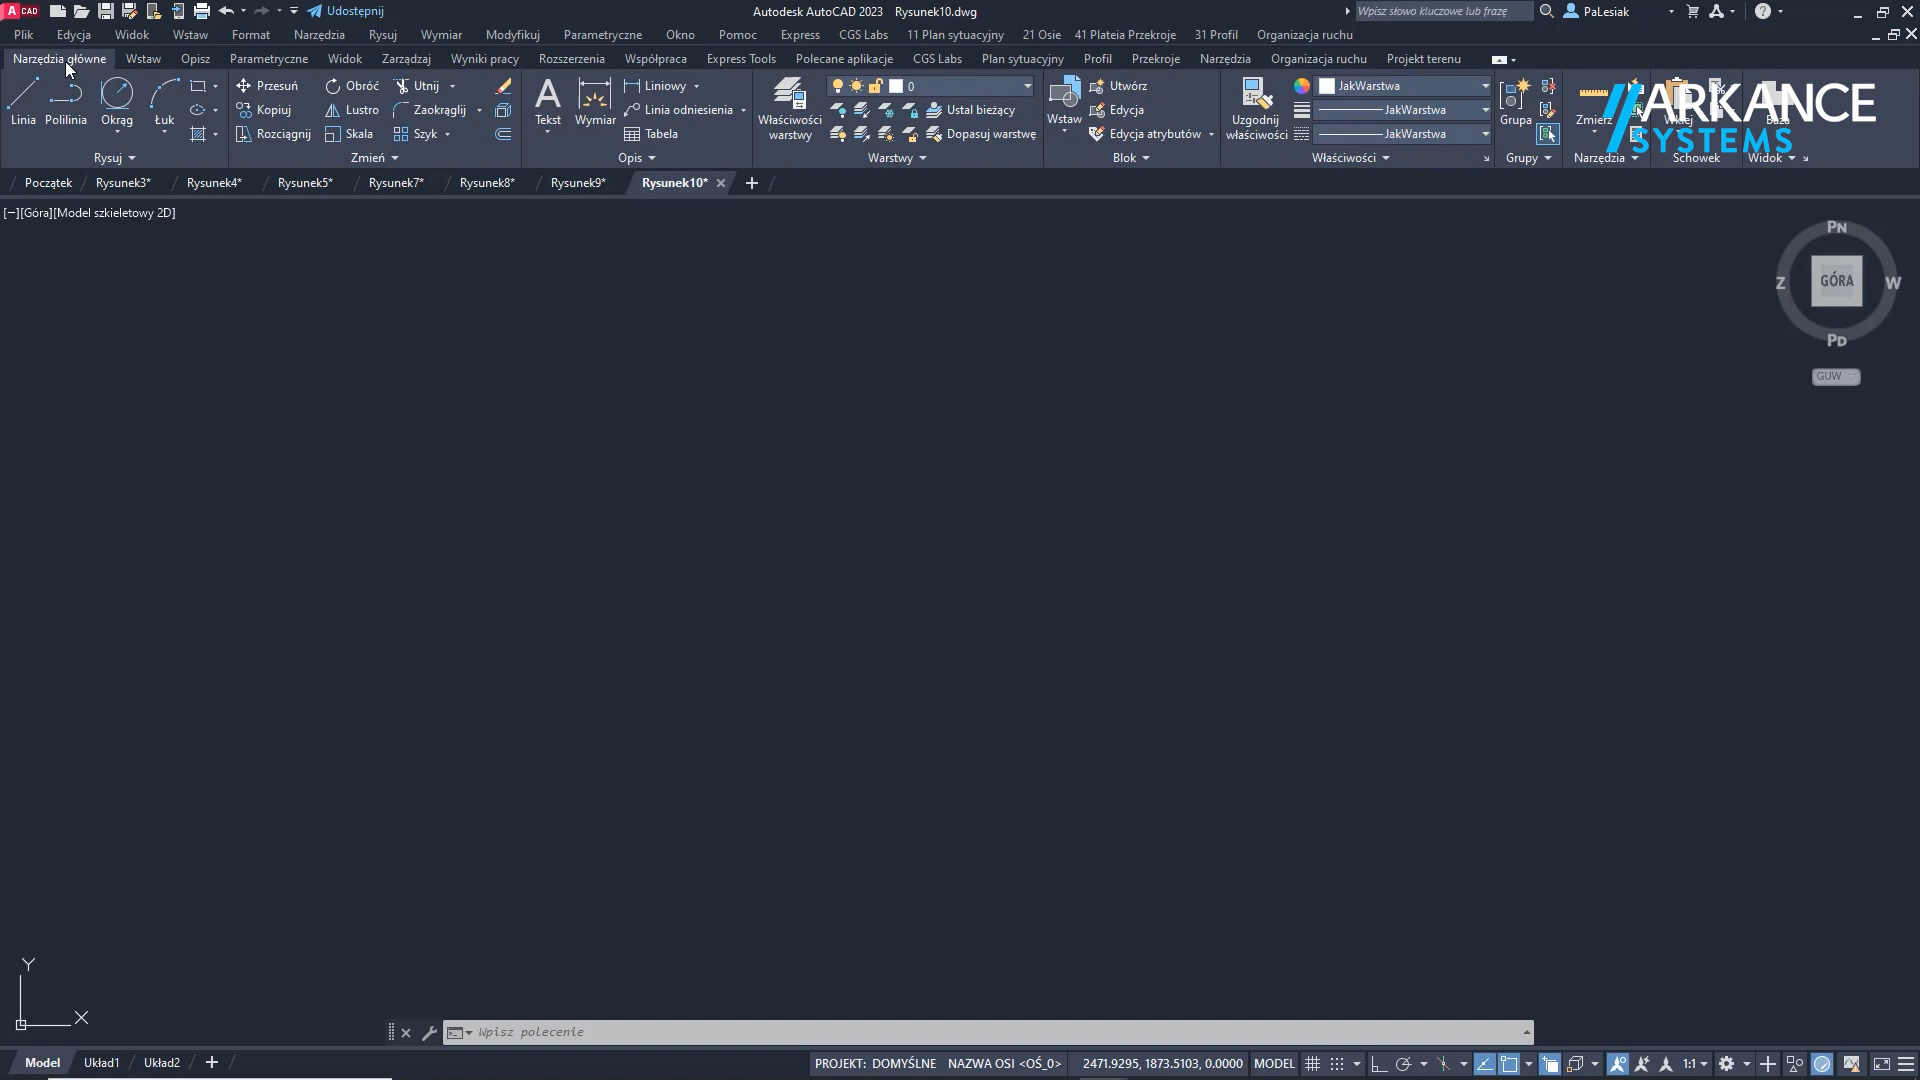 A CAD Udostępnij Autodesk AutoCAD 2023 Rysunek10.dwg Wpisz słowo kluczowe lub frazę PaLesiak
Plik Edycja Widok Wstaw Format Narzędzia Rysuj Wymiar Modyfikuj Parametryczne Okno Pomoc Express CGS Labs 11 Plan sytuacyjny 21 Osie 41 Plateia Przekroje 31 Profil Organizacja ruchu
Narzędzia główne Wstaw Opisz Parametryczne Widok Zarządzaj Wyniki pracy Rozszerzenia Współpraca Express Tools Polecane aplikacje CGS Labs Plan sytuacyjny Profil Przekroje Narzędzia Organizacja ruchu Projekt terenu
Linia Polilinia Okrąg Łuk
Rysuj
Przesuń Obróć Utnij
Kopiuj Lustro Zaokrąglij
Rozciągnij Skala Szyk
Zmień
Tekst Wymiar
Liniowy
Linia odniesienia
Tabela
Opis
Właściwości
warstwy
0
Ustal bieżący
Dopasuj warstwę
Warstwy
Wstaw
Utwórz
Edycja
Edycja atrybutów
Blok
Uzgodnij
właściwości
JakWarstwa
JakWarstwa
JakWarstwa
Właściwości
Grupa
Grupy
Zmierz
Narzędzia
Wklej
Schowek
Baza
Widok
ARKANCE
SYSTEMS
Początek Rysunek3* Rysunek4* Rysunek5* Rysunek7* Rysunek8* Rysunek9* Rysunek10*
[−][Góra][Model szkieletowy 2D]
PN
Z GÓRA W
PD
GUW
Y
X
Wpisz polecenie
Model Układ1 Układ2 PROJEKT: DOMYŚLNE NAZWA OSI <OŚ_0> 2471.9295, 1873.5103, 0.0000 MODEL 1:1